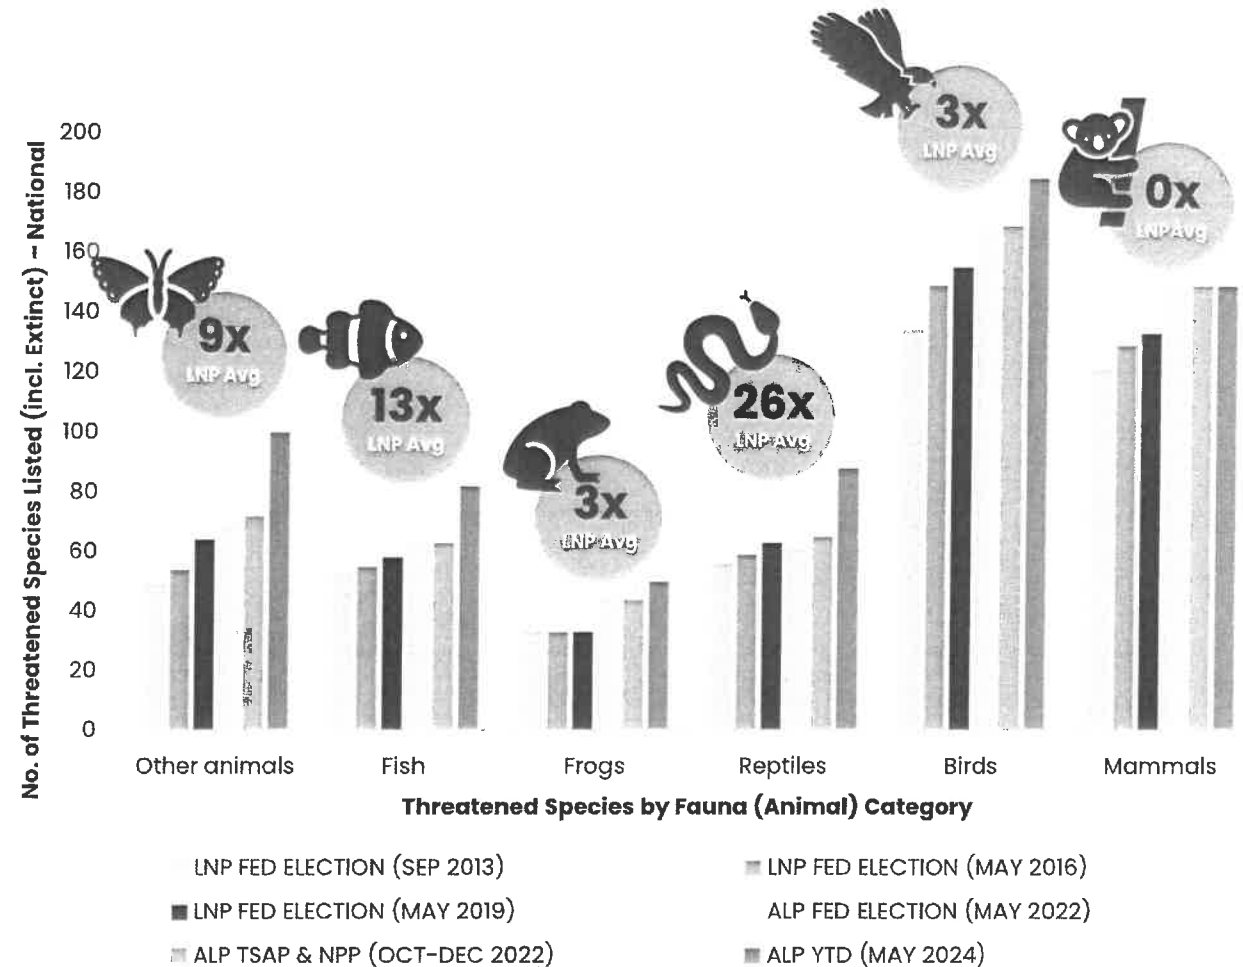 No. of Threatened Species Listed (incl. Extinct) – National
200
180
160
140
120
100
80
60
40
20
0
9x
LNP Avg
13x
LNP Avg
3x
LNP Avg
26x
LNP Avg
3x
LNP Avg
0x
LNP Avg
Other animals Fish Frogs Reptiles Birds Mammals
Threatened Species by Fauna (Animal) Category
LNP FED ELECTION (SEP 2013) LNP FED ELECTION (MAY 2016)
LNP FED ELECTION (MAY 2019) ALP FED ELECTION (MAY 2022)
ALP TSAP & NPP (OCT-DEC 2022) ALP YTD (MAY 2024)